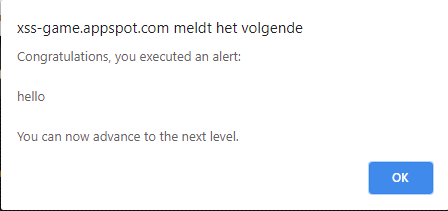 xss-game.appspot.com meldt het volgende
Congratulations, you executed an alert:
hello
You can now advance to the next level.
OK